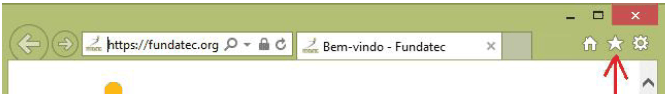 https://fundatec.org
Bem-vindo - Fundatec